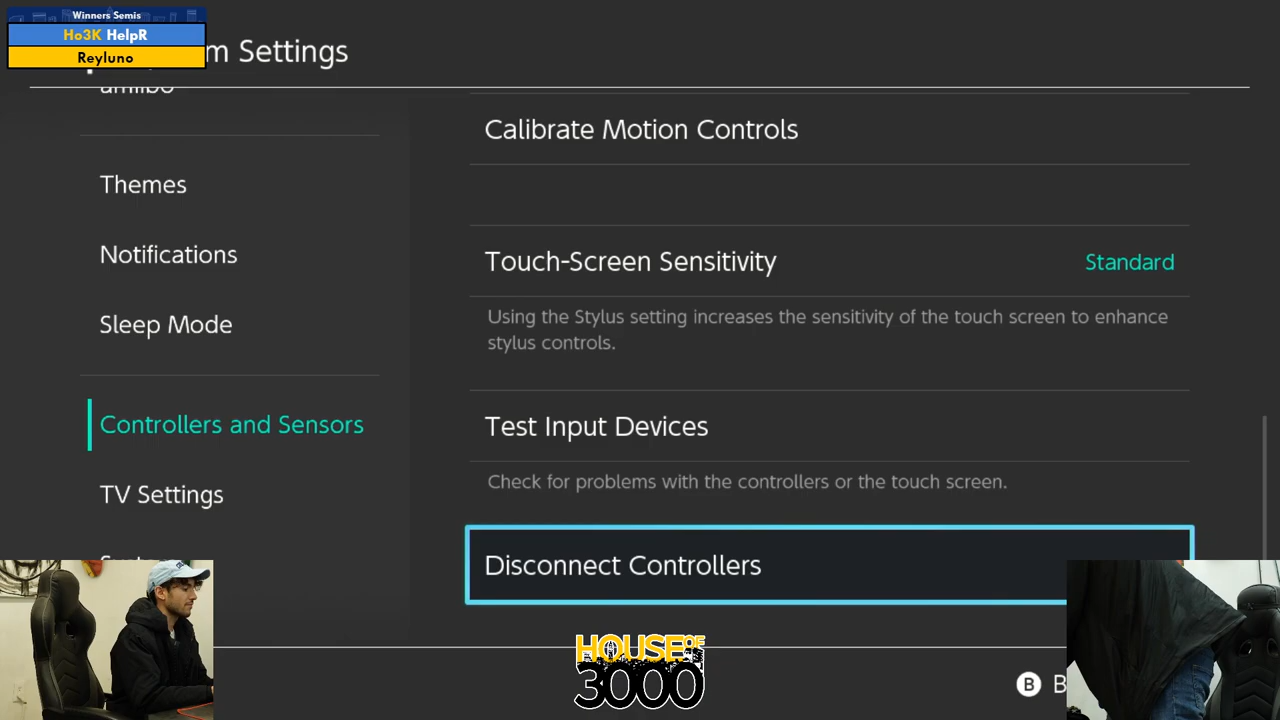 Winners Semis
Ho3K HelpR
Reyluno
m Settings
amiibo
Themes
Notifications
Sleep Mode
Controllers and Sensors
TV Settings
Calibrate Motion Controls
Touch-Screen Sensitivity Standard
Using the Stylus setting increases the sensitivity of the touch screen to enhance
stylus controls.
Test Input Devices
Check for problems with the controllers or the touch screen.
Disconnect Controllers
HOUSE OF
3000
B B